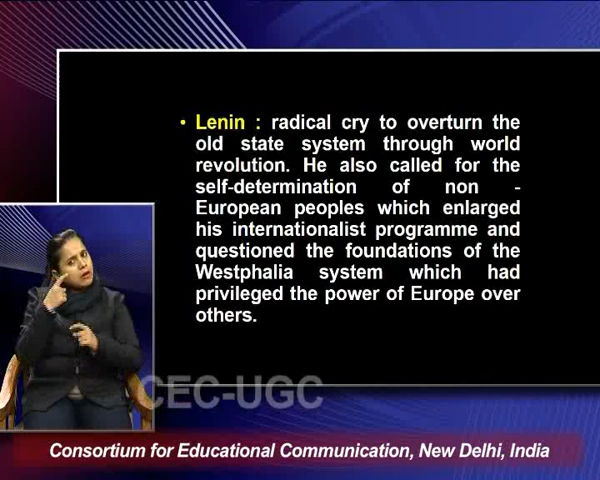 • Lenin : radical cry to overturn the
old state system through world
revolution. He also called for the
self-determination of non -
European peoples which enlarged
his internationalist programme and
questioned the foundations of the
Westphalia system which had
privileged the power of Europe over
others.
CEC-UGC
Consortium for Educational Communication, New Delhi, India